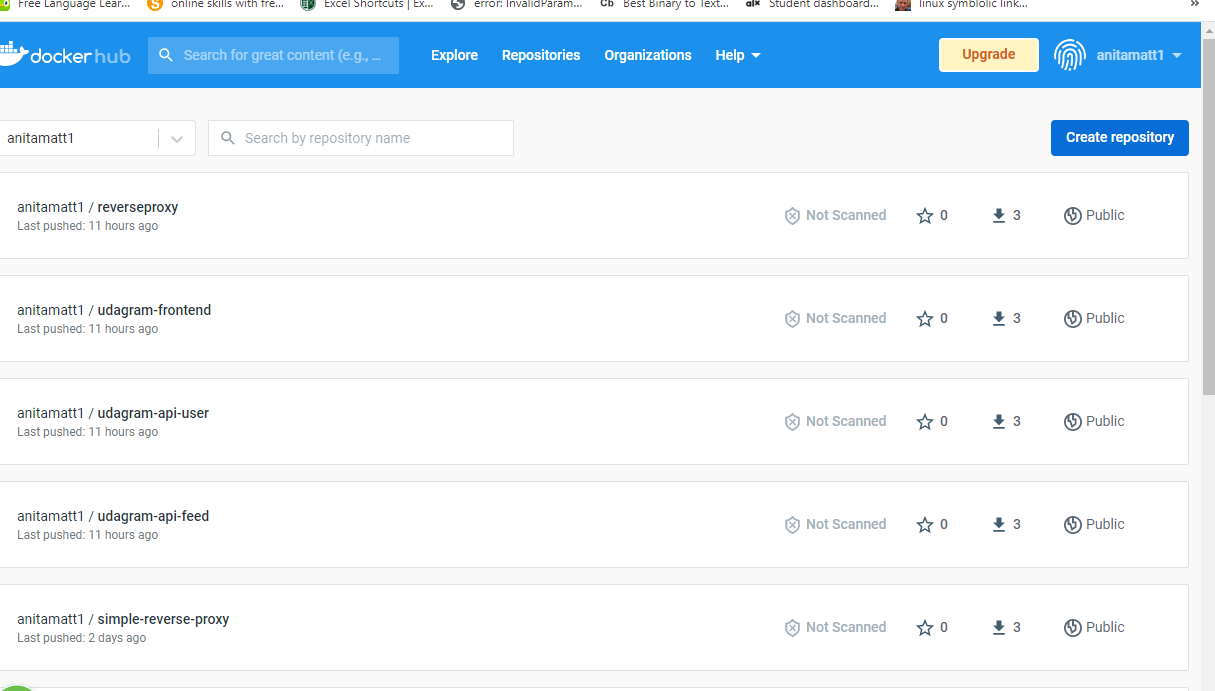 Free Language Lear... online skills with fre... Excel Shortcuts | Ex... error: InvalidParam... Cb Best Binary to Text... alx Student dashboard... linux symblolic link... »
docker hub Search for great content (e.g., ... Explore Repositories Organizations Help Upgrade anitamatt1
anitamatt1 Search by repository name Create repository
anitamatt1 / reverseproxy
Last pushed: 11 hours ago
Not Scanned 0 3 Public
anitamatt1 / udagram-frontend
Last pushed: 11 hours ago
Not Scanned 0 3 Public
anitamatt1 / udagram-api-user
Last pushed: 11 hours ago
Not Scanned 0 3 Public
anitamatt1 / udagram-api-feed
Last pushed: 11 hours ago
Not Scanned 0 3 Public
anitamatt1 / simple-reverse-proxy
Last pushed: 2 days ago
Not Scanned 0 3 Public